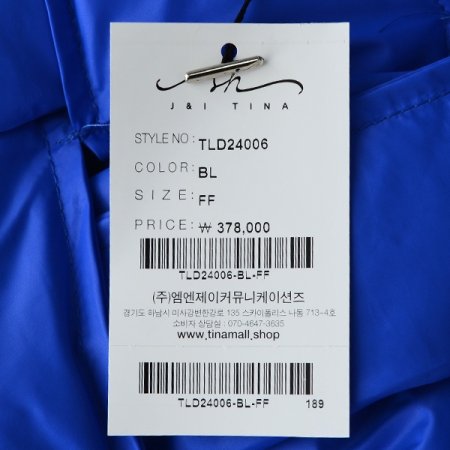 J&I TINA
STYLE NO : TLD24006
COLOR : BL
SIZE : FF
PRICE : ₩ 378,000
TLD24006-BL-FF
(주)엠엔제이커뮤니케이션즈
경기도 하남시 미사강변한강로 135 스카이폴리스 나동 713-4호
소비자 상담실 : 070-4647-3635
www.tinamall.shop
TLD24006-BL-FF 189